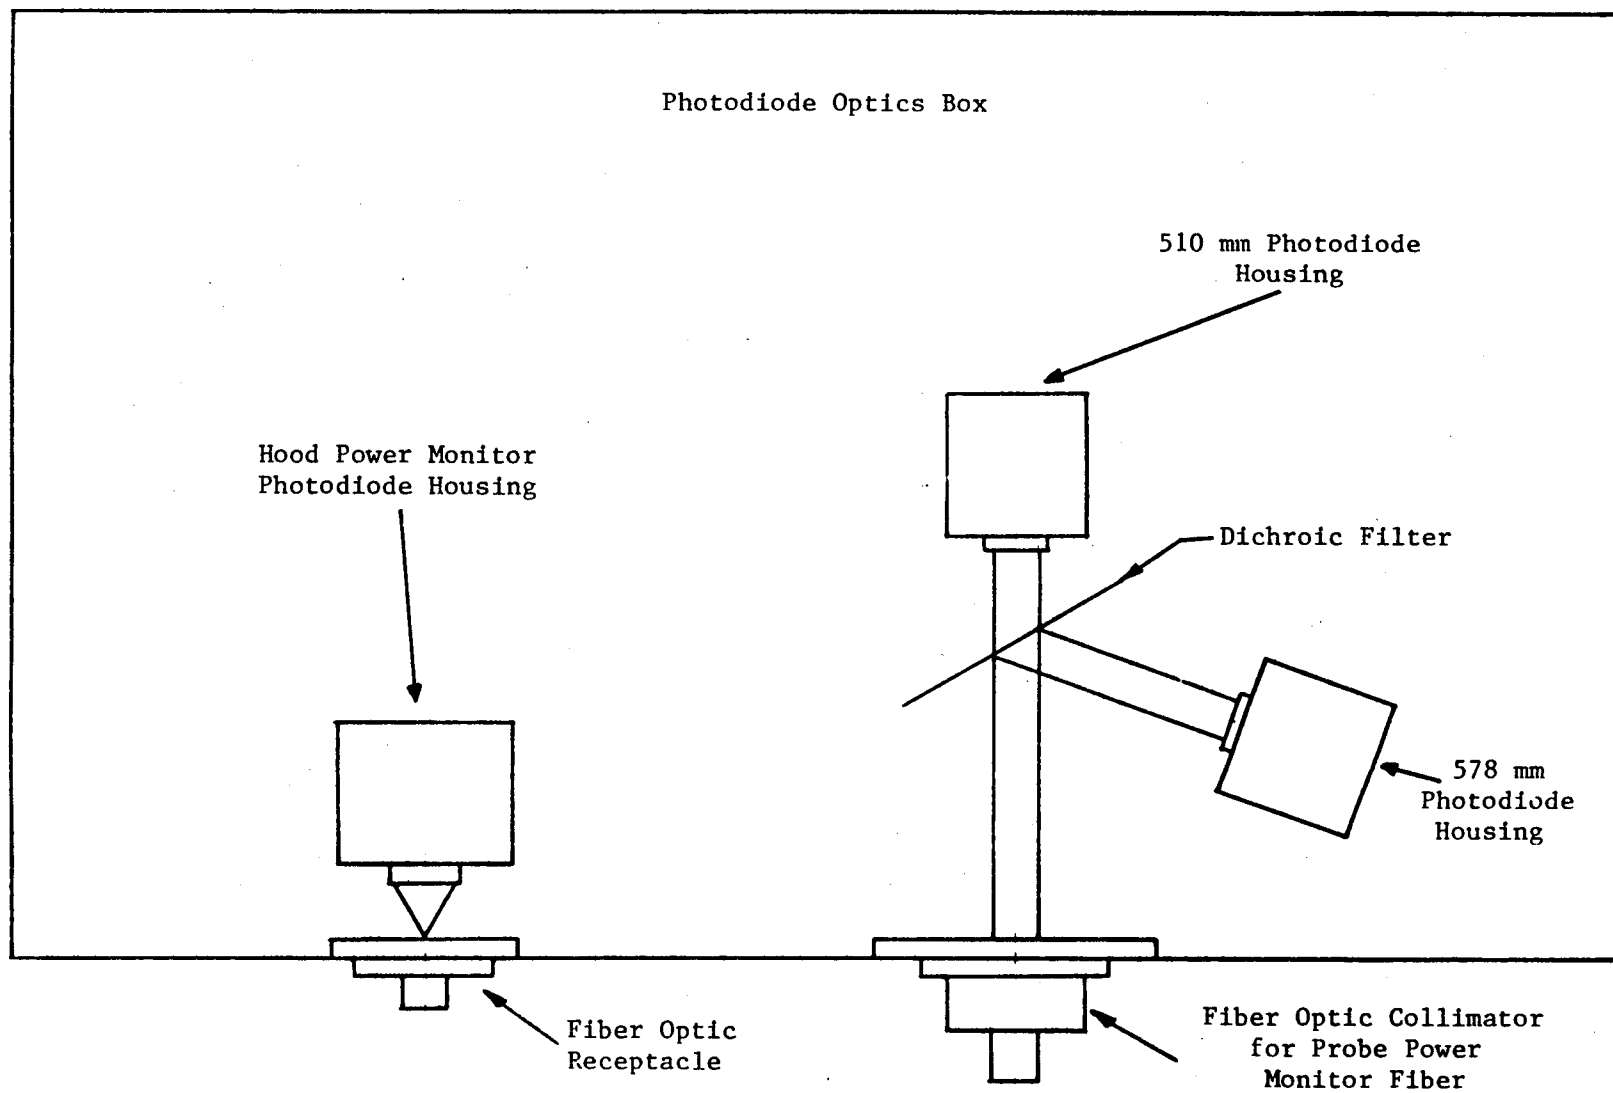 Photodiode Optics Box
510 mm Photodiode
Housing
Hood Power Monitor
Photodiode Housing
Dichroic Filter
578 mm
Photodiode
Housing
Fiber Optic
Receptacle
Fiber Optic Collimator
for Probe Power
Monitor Fiber